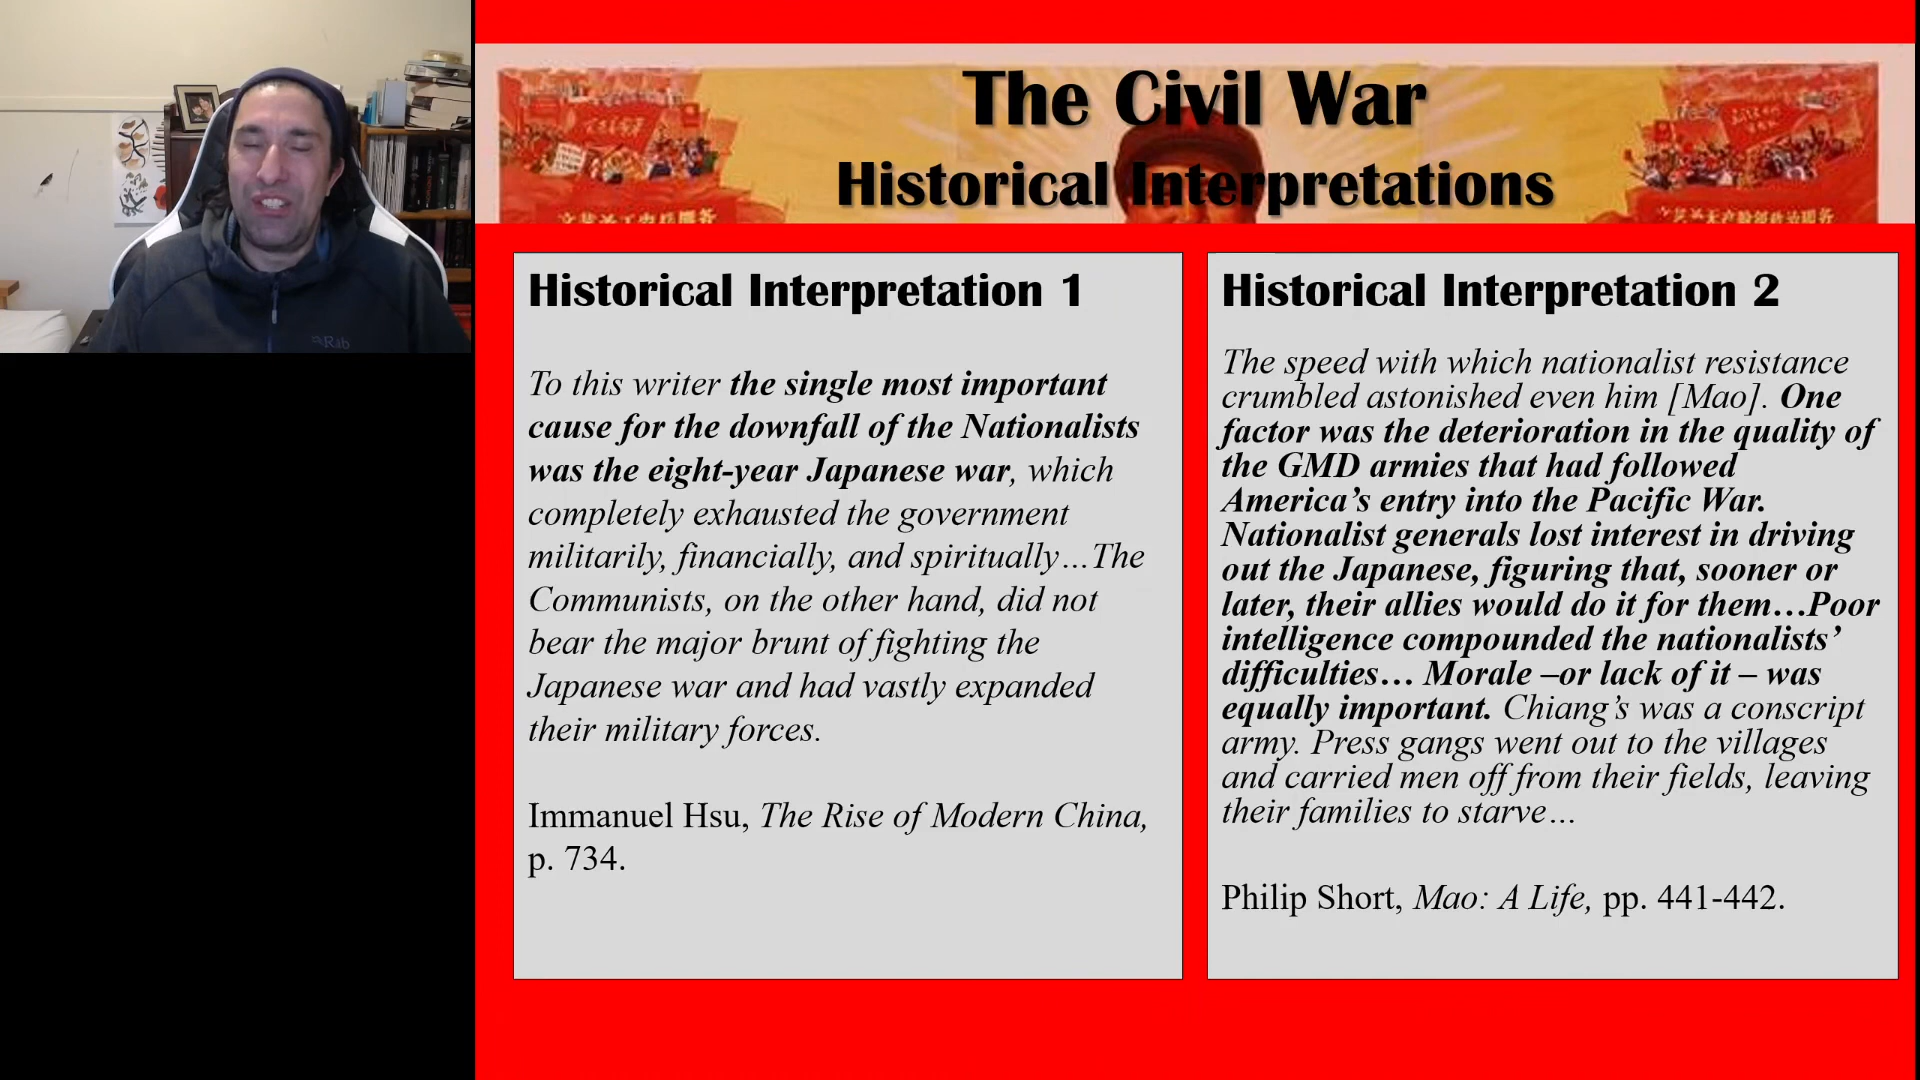 The Civil War
Historical Interpretations
Historical Interpretation 1
To this writer the single most important
cause for the downfall of the Nationalists
was the eight-year Japanese war, which
completely exhausted the government
militarily, financially, and spiritually…The
Communists, on the other hand, did not
bear the major brunt of fighting the
Japanese war and had vastly expanded
their military forces.
Immanuel Hsu, The Rise of Modern China,
p. 734.
Historical Interpretation 2
The speed with which nationalist resistance
crumbled astonished even him [Mao]. One
factor was the deterioration in the quality of
the GMD armies that had followed
America’s entry into the Pacific War.
Nationalist generals lost interest in driving
out the Japanese, figuring that, sooner or
later, their allies would do it for them…Poor
intelligence compounded the nationalists’
difficulties… Morale –or lack of it – was
equally important. Chiang’s was a conscript
army. Press gangs went out to the villages
and carried men off from their fields, leaving
their families to starve…
Philip Short, Mao: A Life, pp. 441-442.
Rab